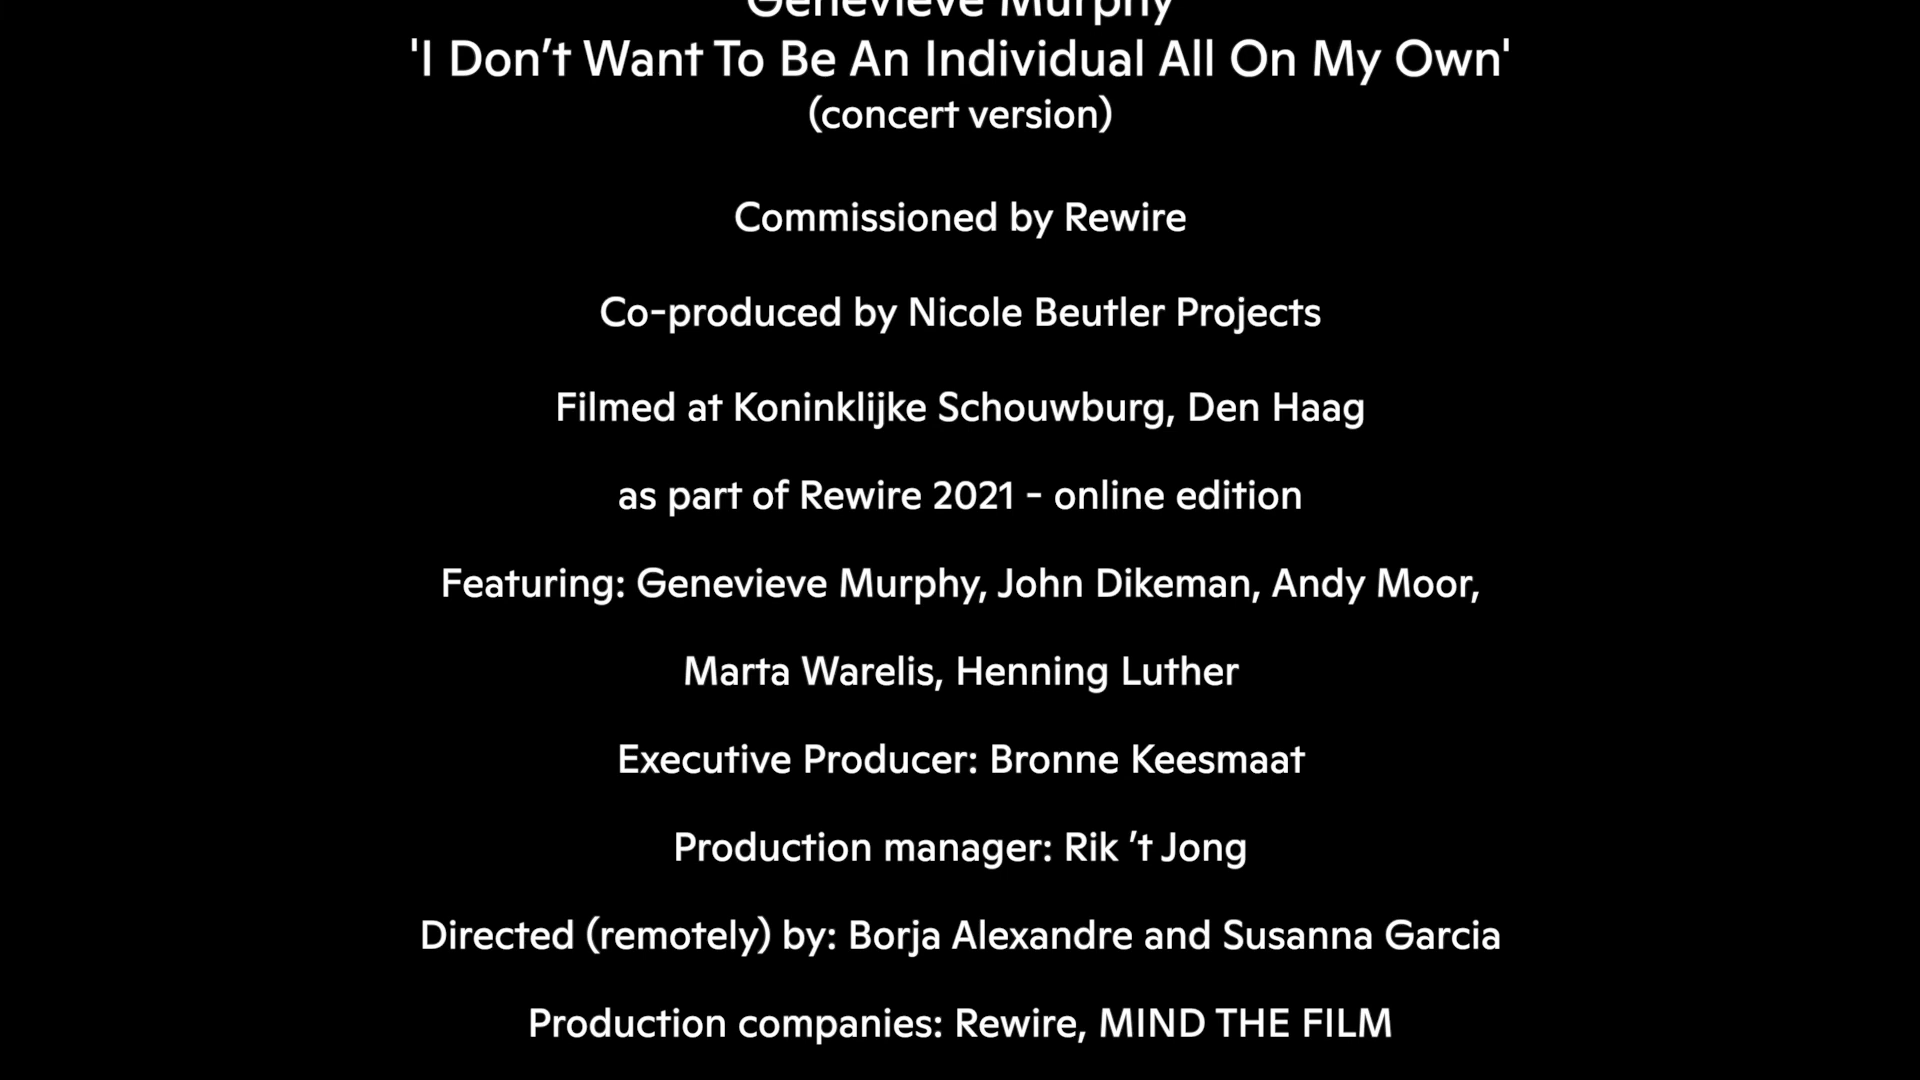 Genevieve Murphy
'I Don’t Want To Be An Individual All On My Own'
(concert version)
Commissioned by Rewire
Co-produced by Nicole Beutler Projects
Filmed at Koninklijke Schouwburg, Den Haag
as part of Rewire 2021 - online edition
Featuring: Genevieve Murphy, John Dikeman, Andy Moor,
Marta Warelis, Henning Luther
Executive Producer: Bronne Keesmaat
Production manager: Rik ’t Jong
Directed (remotely) by: Borja Alexandre and Susanna Garcia
Production companies: Rewire, MIND THE FILM